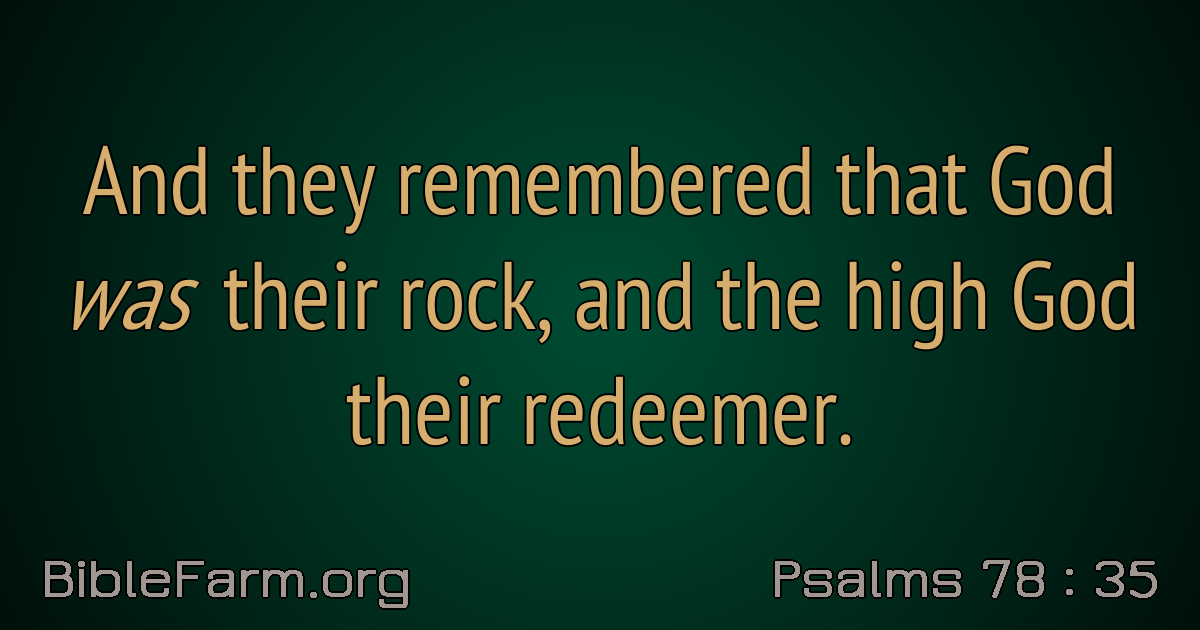 And they remembered that God
was their rock, and the high God
their redeemer.
BibleFarm.org
Psalms 78 : 35